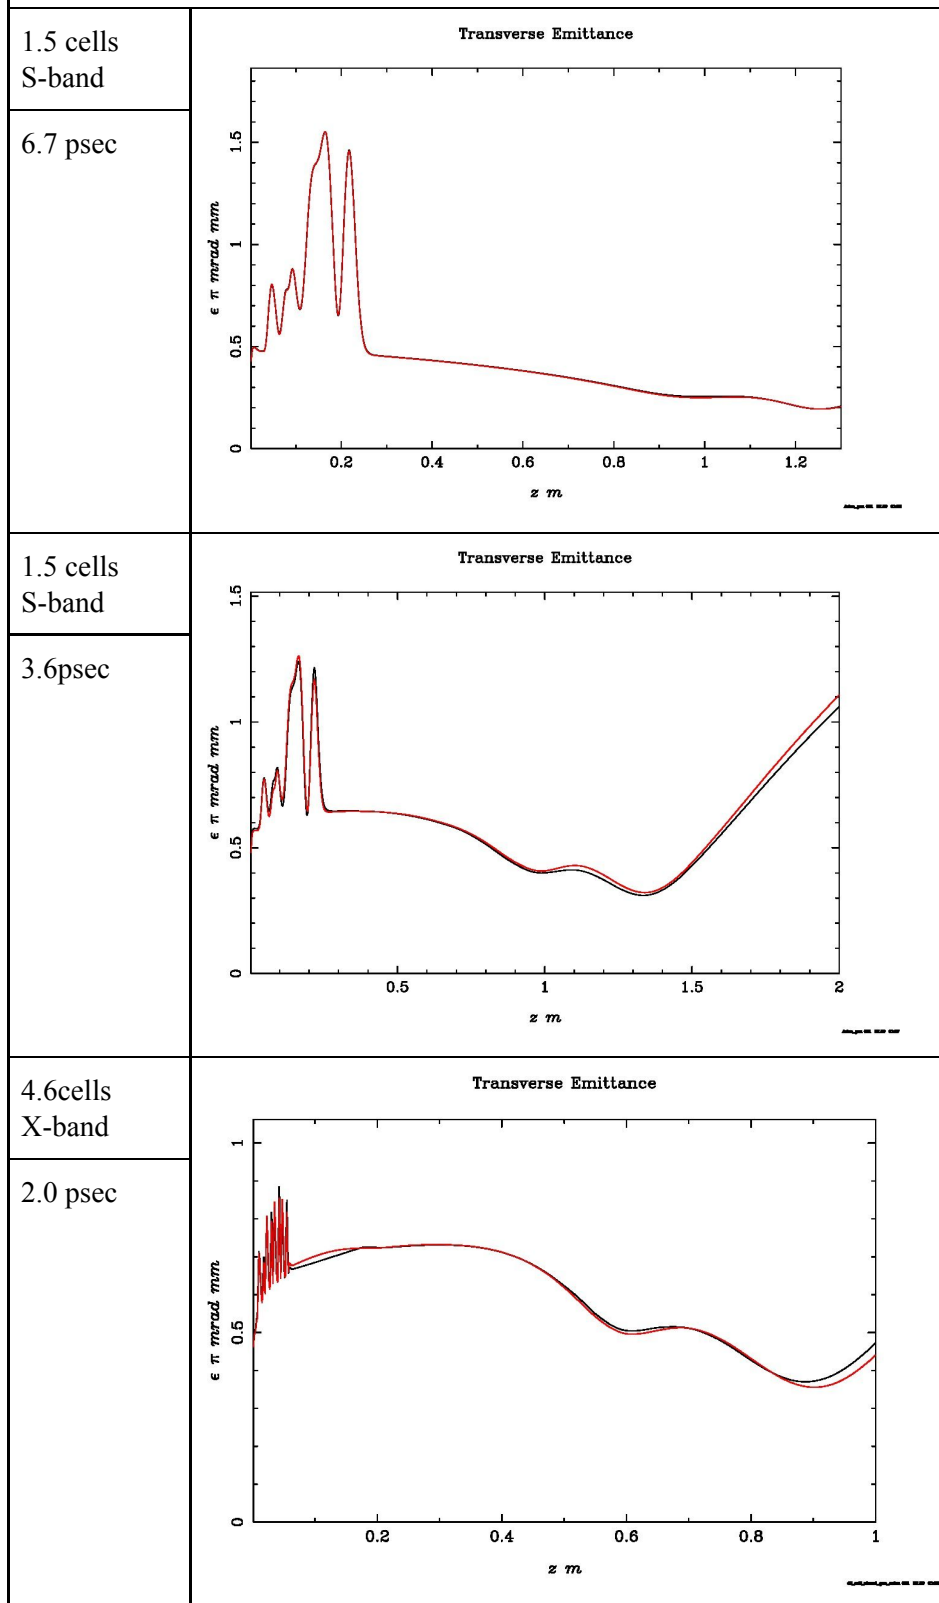 1.5 cells
S-band
6.7 psec
Transverse Emittance
1.5
1
0.5
0
ϵ π mrad mm
0.2 0.4 0.6 0.8 1 1.2
z m
1.5 cells
S-band
3.6psec
Transverse Emittance
1.5
1
0.5
0
ϵ π mrad mm
0.5 1 1.5 2
z m
4.6cells
X-band
2.0 psec
Transverse Emittance
1
0.5
0
ϵ π mrad mm
0.2 0.4 0.6 0.8 1
z m